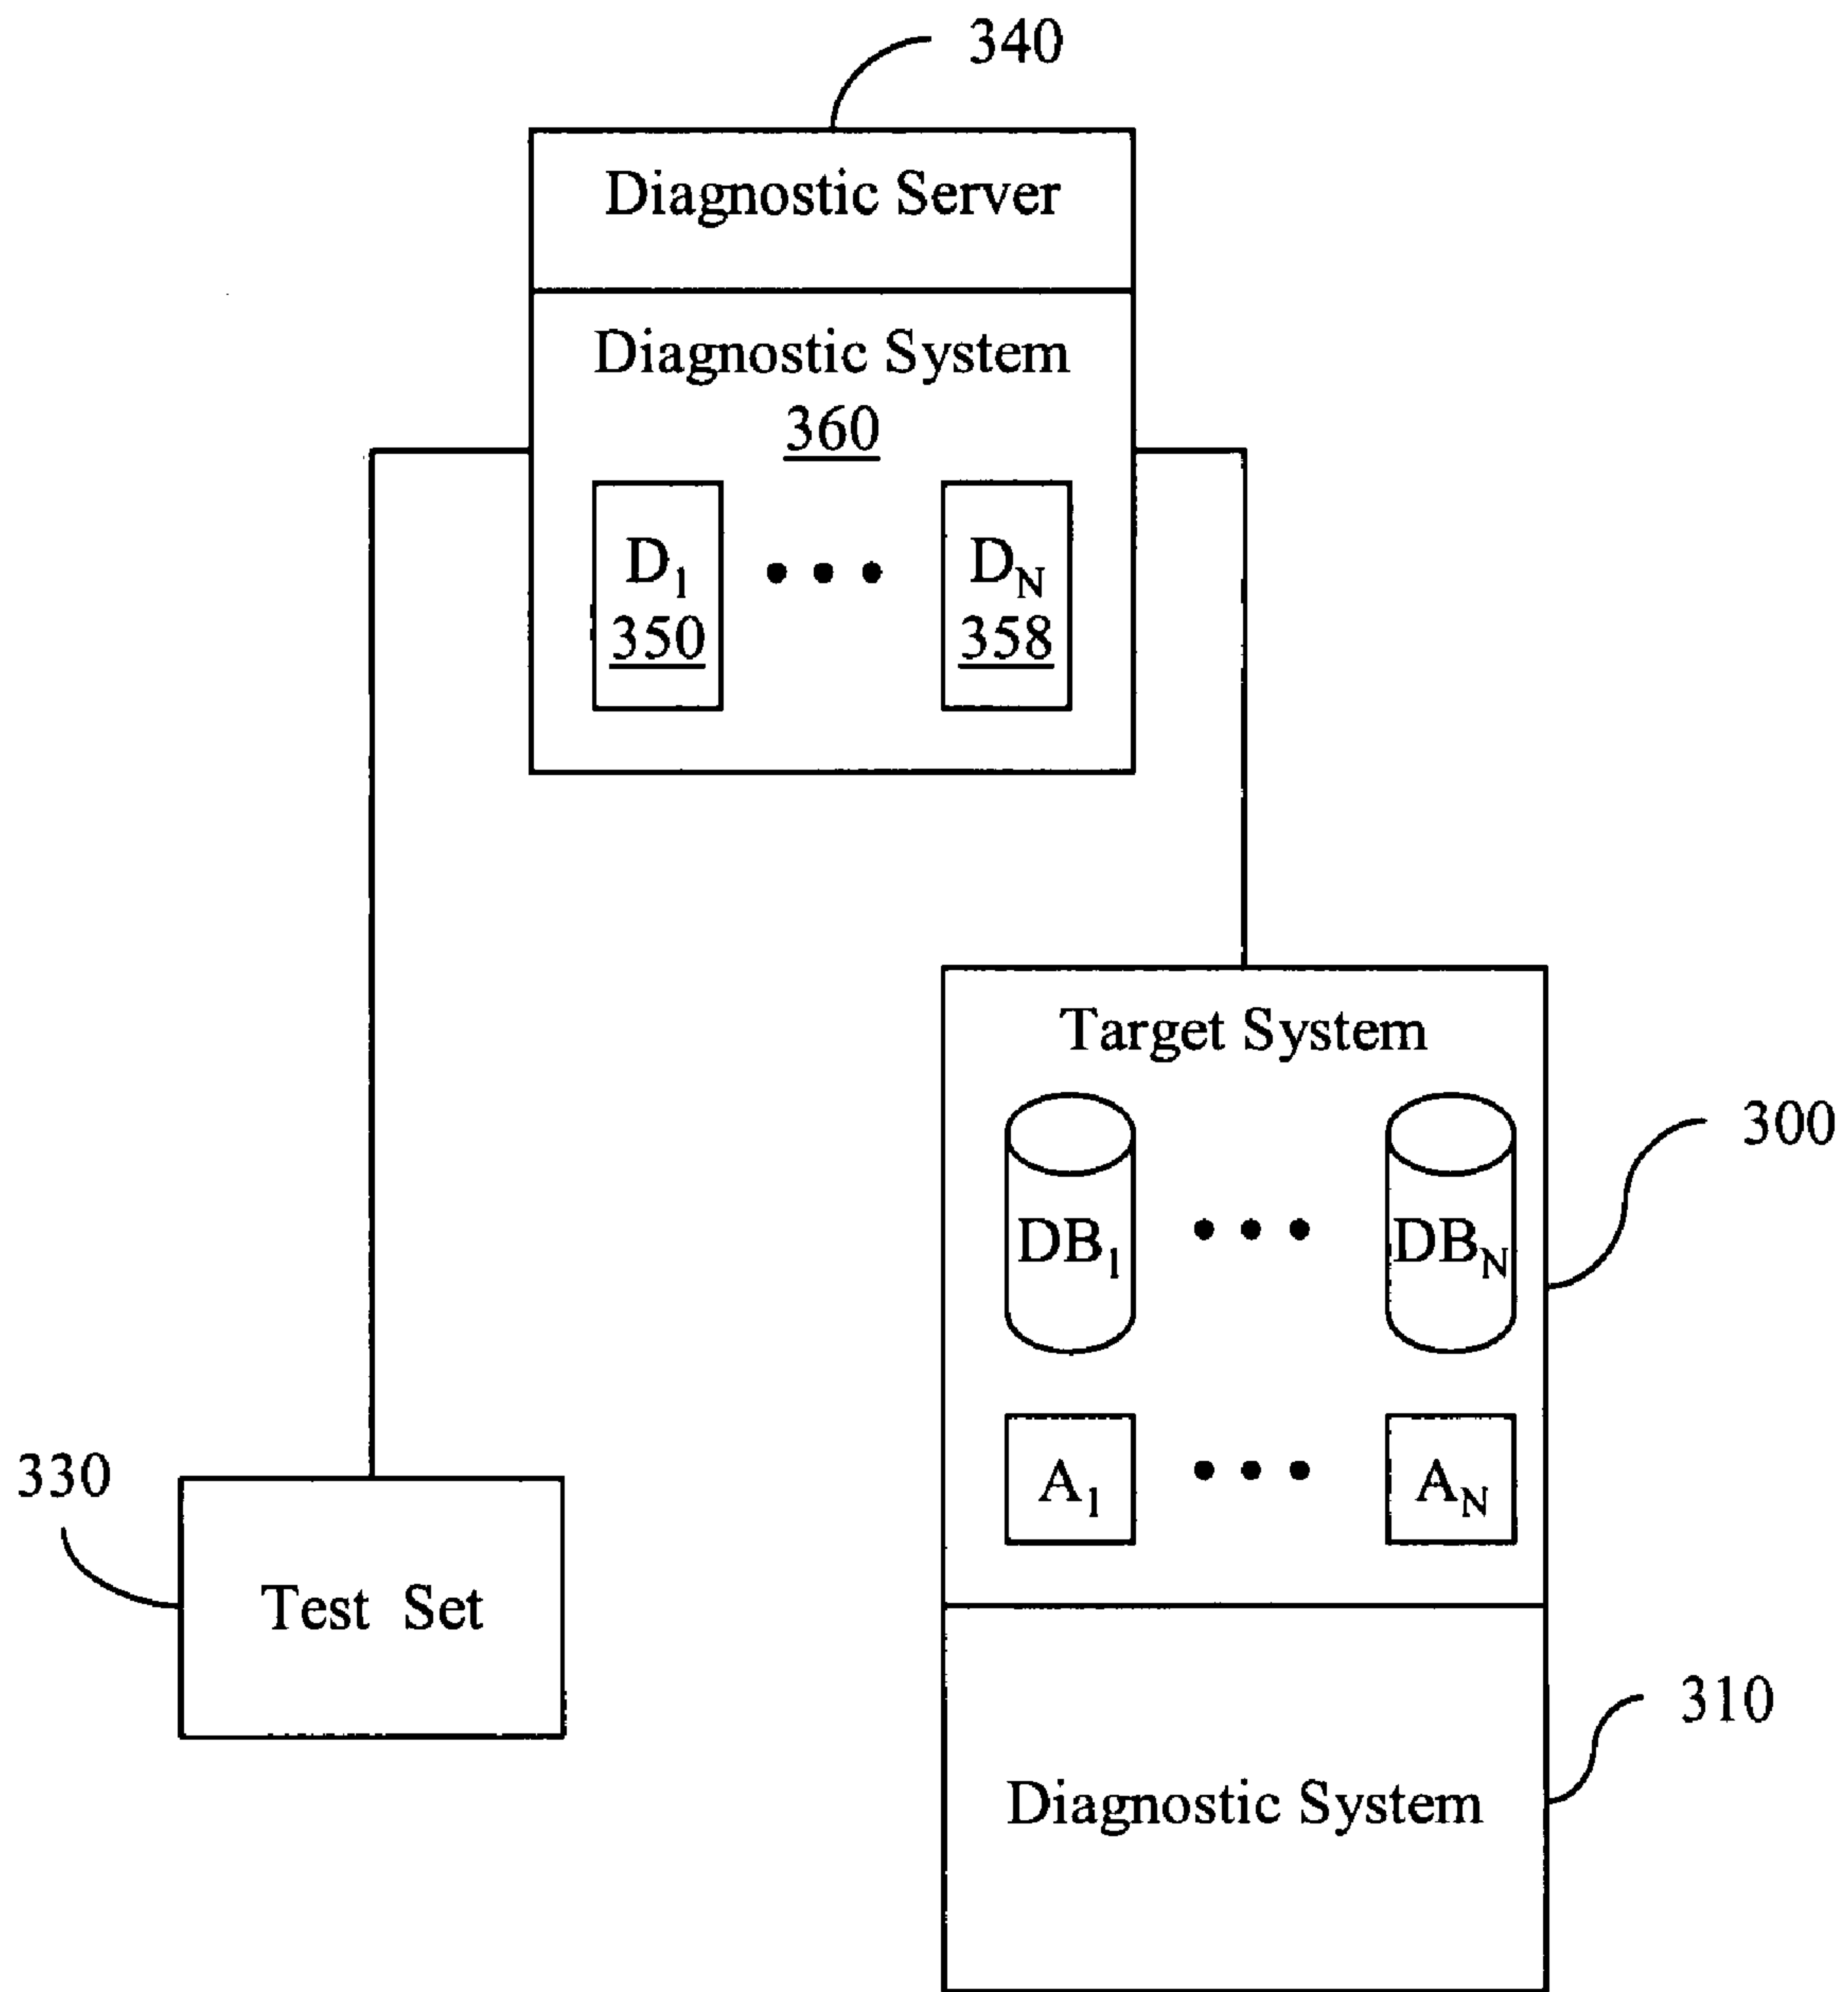 340
Diagnostic Server
Diagnostic System
360
D1 DN
350 358
Target System
300
DB1 DBN
330
A1 AN
Test Set
310
Diagnostic System